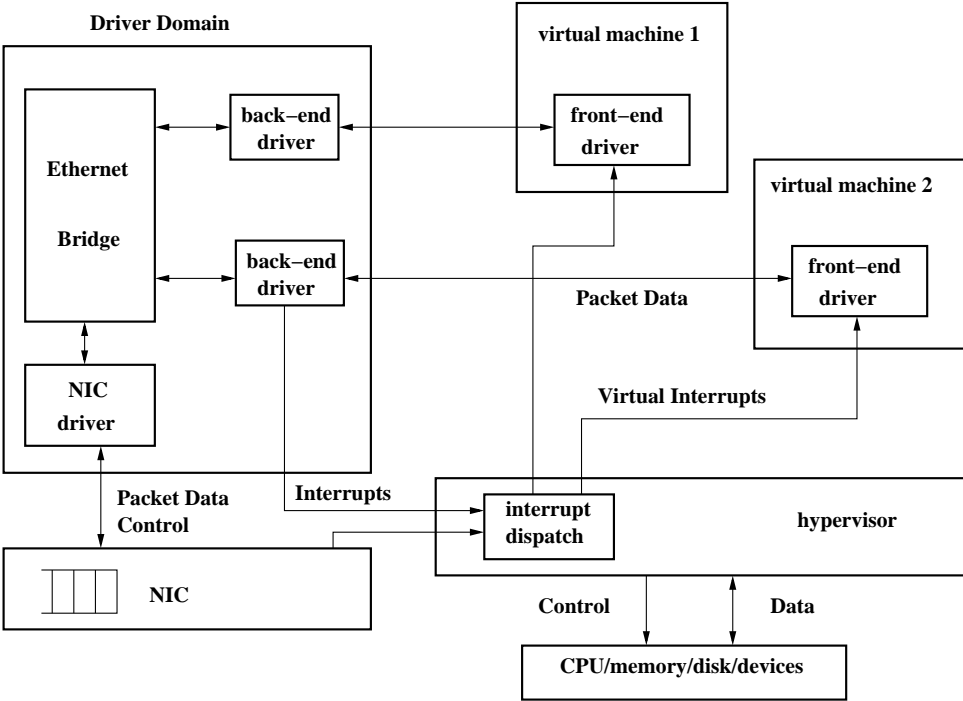 Driver Domain
virtual machine 1
back−end
driver
front−end
driver
Ethernet
Bridge
virtual machine 2
back−end
driver
front−end
driver
Packet Data
NIC
driver
Virtual Interrupts
Packet Data
Control
Interrupts
interrupt
dispatch
hypervisor
NIC
Control
Data
CPU/memory/disk/devices